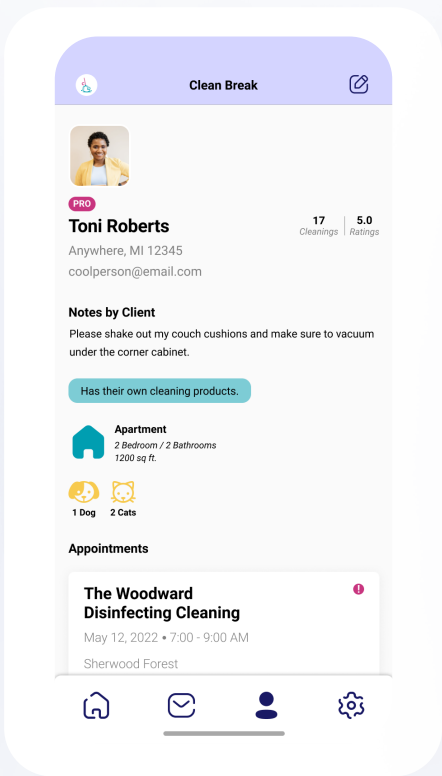 Clean Break
PRO
Toni Roberts
17
Cleanings
5.0
Ratings
Anywhere, MI 12345
coolperson@email.com
Notes by Client
Please shake out my couch cushions and make sure to vacuum
under the corner cabinet.
Has their own cleaning products.
Apartment
2 Bedroom / 2 Bathrooms
1200 sq ft.
1 Dog
2 Cats
Appointments
The Woodward
Disinfecting Cleaning
May 12, 2022 • 7:00 - 9:00 AM
Sherwood Forest